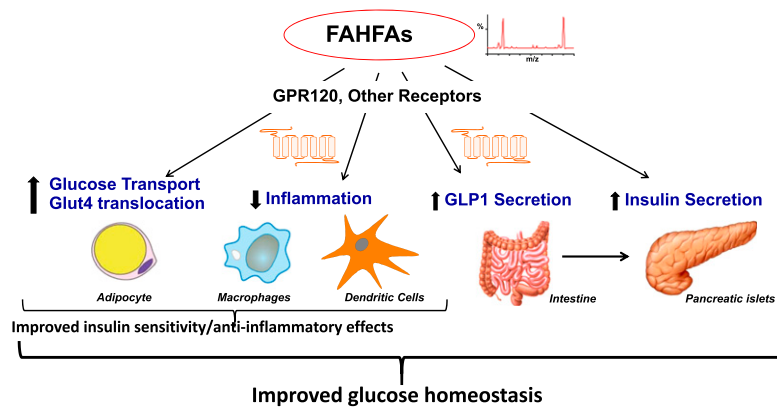 FAHFAs
%
m/z
GPR120, Other Receptors
Glucose Transport
Glut4 translocation
Inflammation
GLP1 Secretion
Insulin Secretion
Adipocyte
Macrophages
Dendritic Cells
Intestine
Pancreatic islets
Improved insulin sensitivity/anti-inflammatory effects
Improved glucose homeostasis